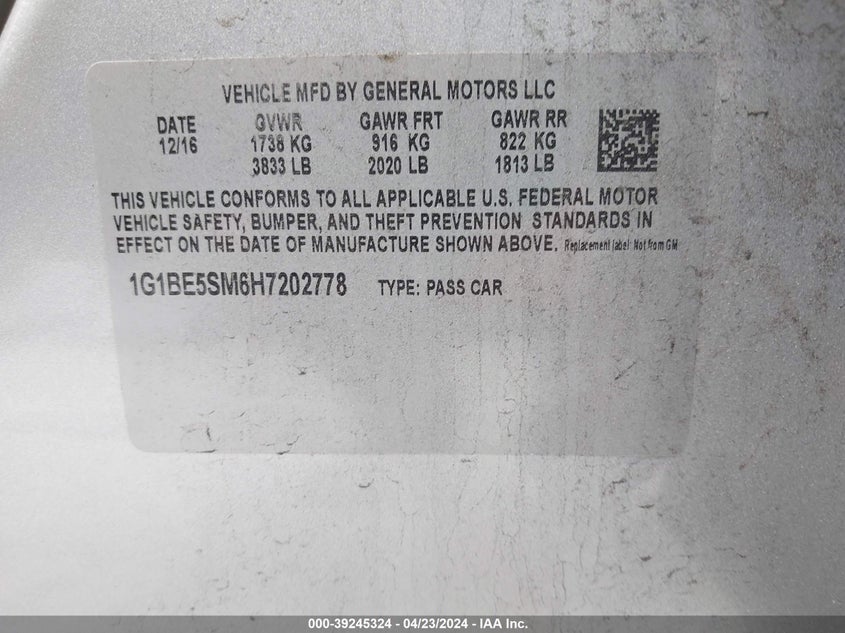 VEHICLE MFD BY GENERAL MOTORS LLC
DATE GVWR GAWR FRT GAWR RR
12/16 1738 KG 916 KG 822 KG
3833 LB 2020 LB 1813 LB
THIS VEHICLE CONFORMS TO ALL APPLICABLE U.S. FEDERAL MOTOR
VEHICLE SAFETY, BUMPER, AND THEFT PREVENTION STANDARDS IN
EFFECT ON THE DATE OF MANUFACTURE SHOWN ABOVE. Replacement label: Not from GM
1G1BE5SM6H7202778 TYPE: PASS CAR
000-39245324 - 04/23/2024 - IAA Inc.